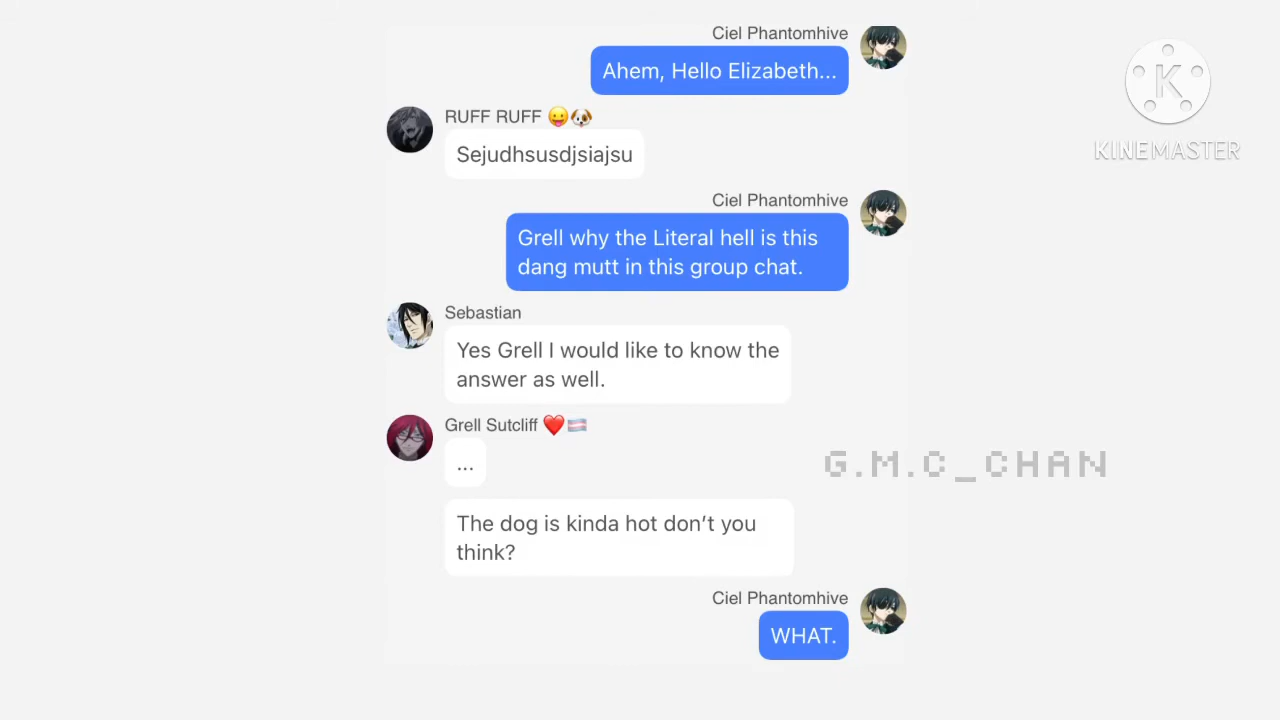 Ciel Phantomhive
Ahem, Hello Elizabeth...
RUFF RUFF 😛🐶
Sejudhsusdjsiajsu
Ciel Phantomhive
Grell why the Literal hell is this
dang mutt in this group chat.
Sebastian
Yes Grell I would like to know the
answer as well.
Grell Sutcliff ❤️🏳️‍⚧️
...
The dog is kinda hot don’t you
think?
Ciel Phantomhive
WHAT.
K
KINEMASTER
G.M.C_CHAN